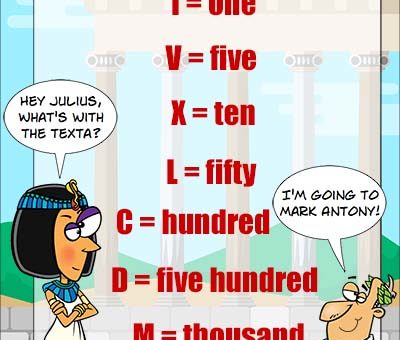 I = one
V = five
HEY JULIUS,
WHAT'S WITH
THE TEXTA?
X = ten
L = fifty
I'M GOING TO
MARK ANTONY!
C = hundred
D = five hundred
M = thousand